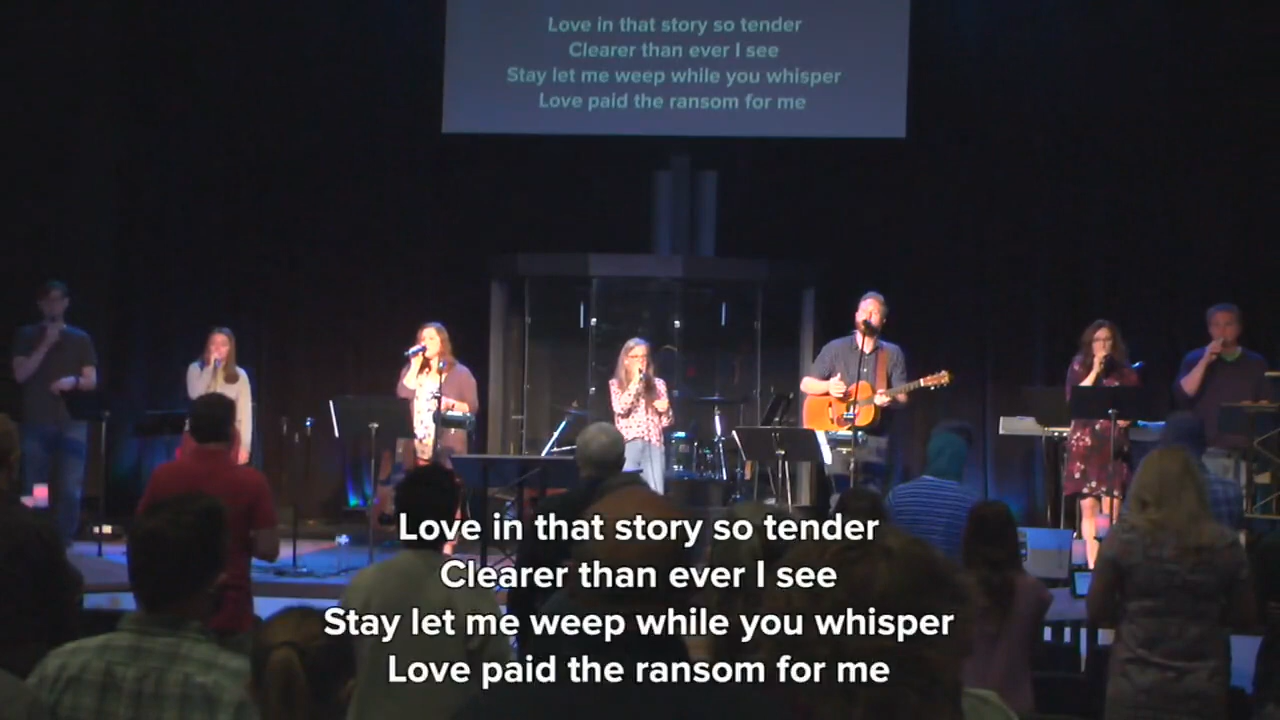 Love in that story so tender
Clearer than ever I see
Stay let me weep while you whisper
Love paid the ransom for me
Love in that story so tender
Clearer than ever I see
Stay let me weep while you whisper
Love paid the ransom for me